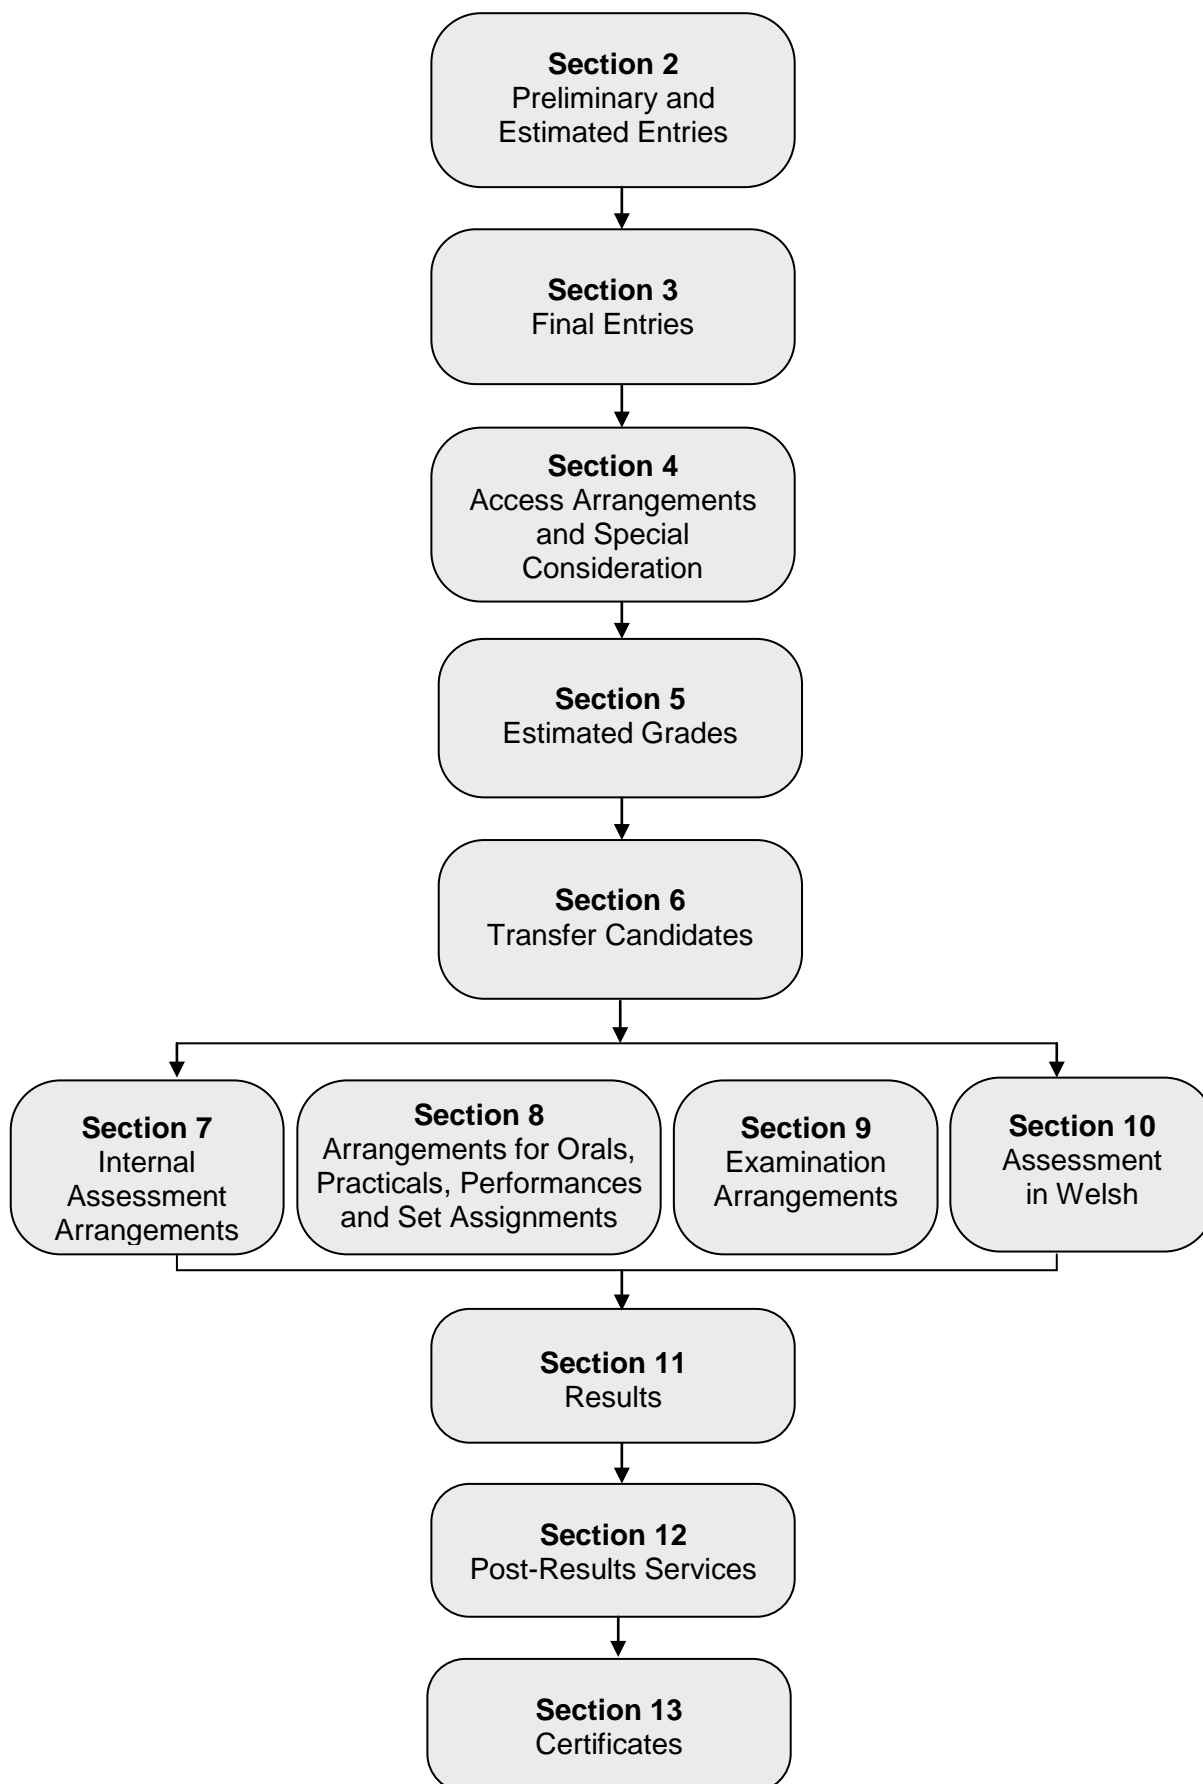 Section 2
Preliminary and
Estimated Entries
Section 3
Final Entries
Section 4
Access Arrangements
and Special
Consideration
Section 5
Estimated Grades
Section 6
Transfer Candidates
Section 7
Internal
Assessment
Arrangements
Section 8
Arrangements for Orals,
Practicals, Performances
and Set Assignments
Section 9
Examination
Arrangements
Section 10
Assessment
in Welsh
Section 11
Results
Section 12
Post-Results Services
Section 13
Certificates